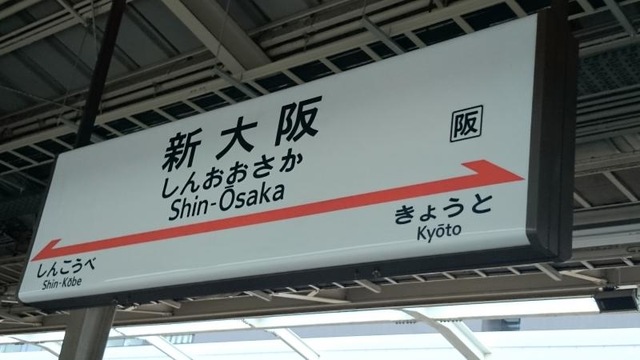 新大阪
しんおおさか
Shin-Ōsaka
阪
しんこうべ
Shin-Kōbe
きょうと
Kyōto